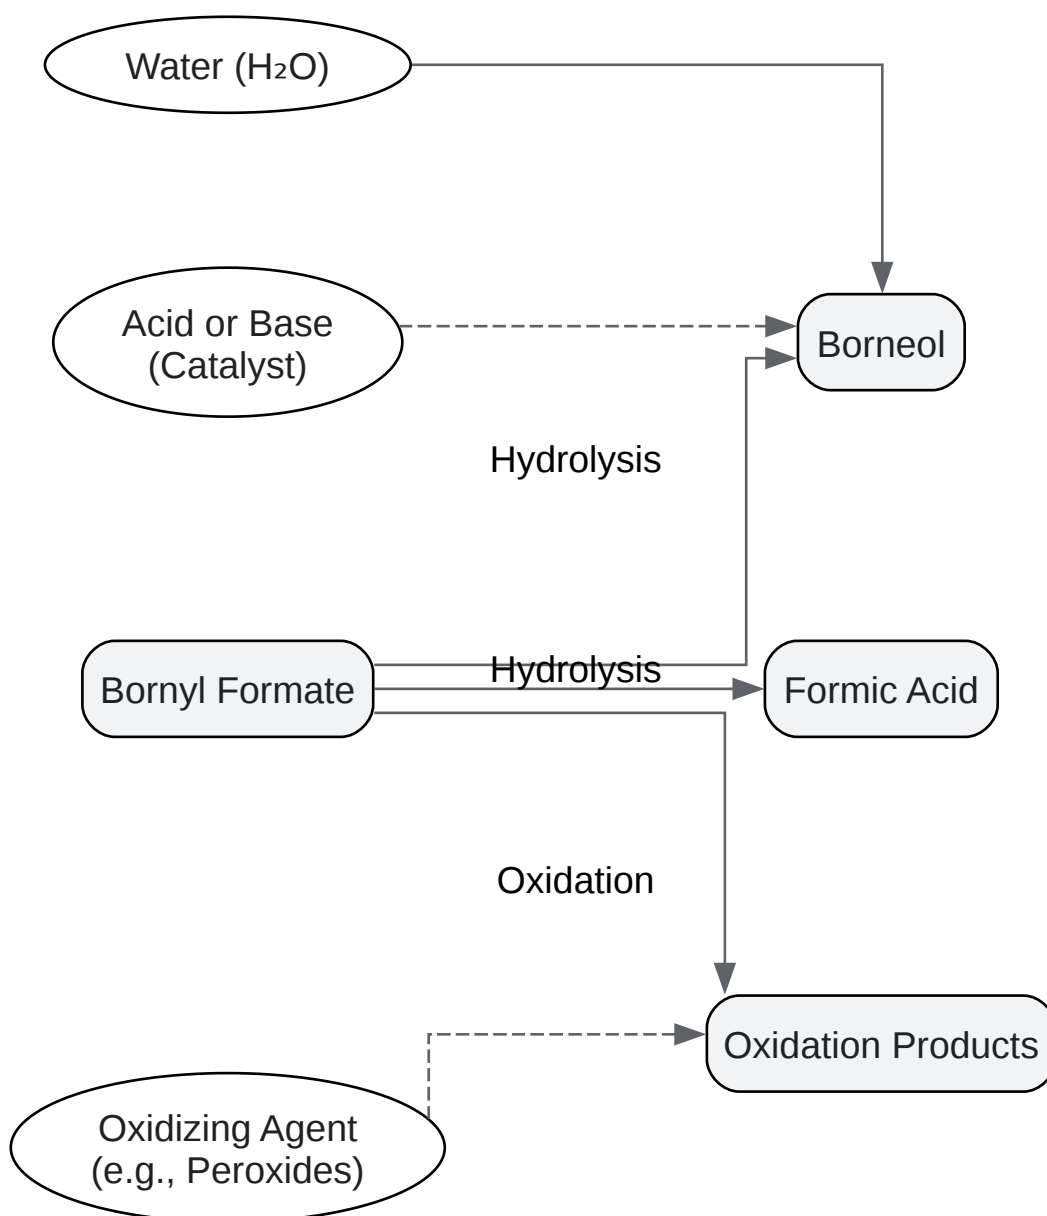 Water (H₂O)
Acid or Base
(Catalyst)
Borneol
Hydrolysis
Hydrolysis
Bornyl Formate
Formic Acid
Oxidation
Oxidation Products
Oxidizing Agent
(e.g., Peroxides)